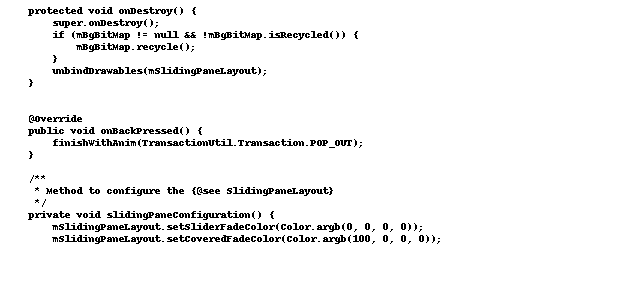 protected void onDestroy() {
super.onDestroy();
if (mBgBitMap != null && !mBgBitMap.isRecycled()) {
mBgBitMap.recycle();
}
unbindDrawables(mSlidingPaneLayout);
}
@Override
public void onBackPressed() {
finishWithAnim(TransactionUtil.Transaction.POP_OUT);
}
/**
* Method to configure the {@see SlidingPaneLayout}
*/
private void slidingPaneConfiguration() {
mSlidingPaneLayout.setSliderFadeColor(Color.argb(0, 0, 0, 0));
mSlidingPaneLayout.setCoveredFadeColor(Color.argb(100, 0, 0, 0));